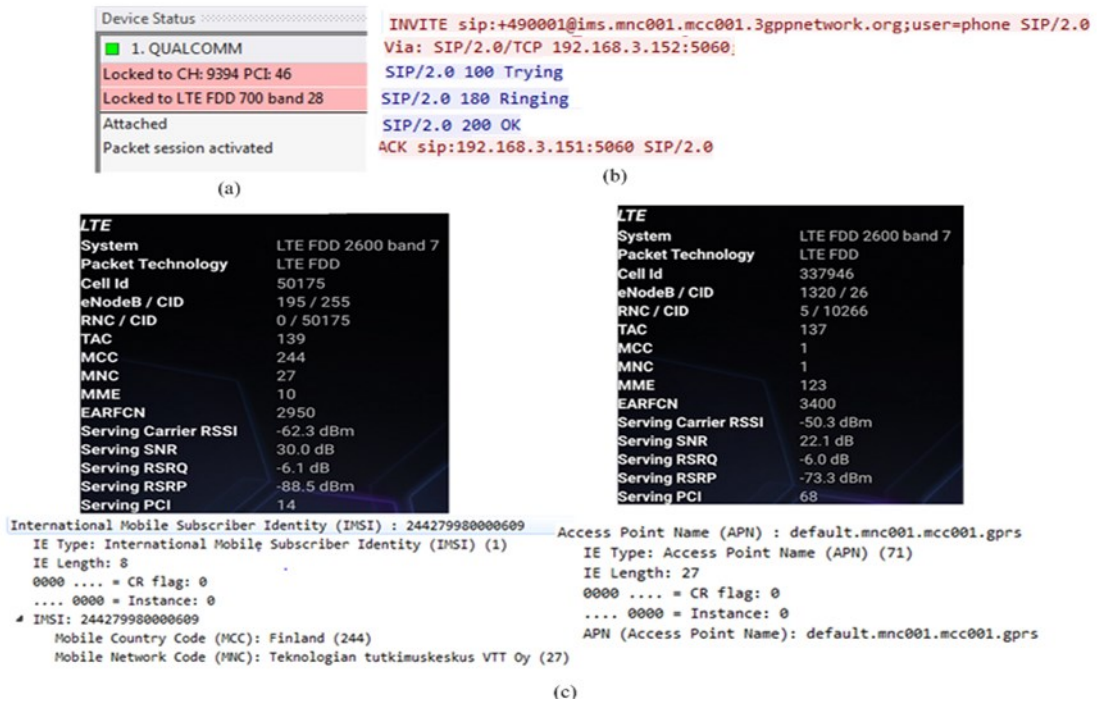 Device Status
1. QUALCOMM
Locked to CH: 9394 PCI: 46
Locked to LTE FDD 700 band 28
Attached
Packet session activated
(a)
INVITE sip:+490001@ims.mnc001.mcc001.3gppnetwork.org;user=phone SIP/2.0
Via: SIP/2.0/TCP 192.168.3.152:5060;
SIP/2.0 100 Trying
SIP/2.0 180 Ringing
SIP/2.0 200 OK
ACK sip:192.168.3.151:5060 SIP/2.0
(b)
LTE
System LTE FDD 2600 band 7
Packet Technology LTE FDD
Cell Id 50175
eNodeB / CID 195 / 255
RNC / CID 0 / 50175
TAC 139
MCC 244
MNC 27
MME 10
EARFCN 2950
Serving Carrier RSSI -62.3 dBm
Serving SNR 30.0 dB
Serving RSRQ -6.1 dB
Serving RSRP -88.5 dBm
Serving PCI 14
International Mobile Subscriber Identity (IMSI) : 244279980000609
IE Type: International Mobile Subscriber Identity (IMSI) (1)
IE Length: 8
0000 .... = CR flag: 0
.... 0000 = Instance: 0
IMSI: 244279980000609
Mobile Country Code (MCC): Finland (244)
Mobile Network Code (MNC): Teknologian tutkimuskeskus VTT Oy (27)
LTE
System LTE FDD 2600 band 7
Packet Technology LTE FDD
Cell Id 337946
eNodeB / CID 1320 / 26
RNC / CID 5 / 10266
TAC 137
MCC 1
MNC 1
MME 123
EARFCN 3400
Serving Carrier RSSI -50.3 dBm
Serving SNR 22.1 dB
Serving RSRQ -6.0 dB
Serving RSRP -73.3 dBm
Serving PCI 68
Access Point Name (APN) : default.mnc001.mcc001.gprs
IE Type: Access Point Name (APN) (71)
IE Length: 27
0000 .... = CR flag: 0
.... 0000 = Instance: 0
APN (Access Point Name): default.mnc001.mcc001.gprs
(c)